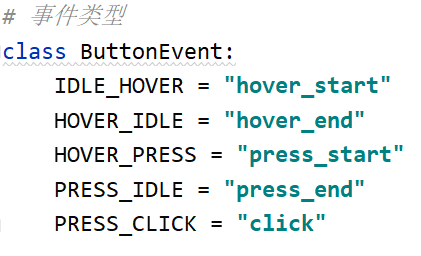 # 事件类型
class ButtonEvent:
IDLE_HOVER = "hover_start"
HOVER_IDLE = "hover_end"
HOVER_PRESS = "press_start"
PRESS_IDLE = "press_end"
PRESS_CLICK = "click"